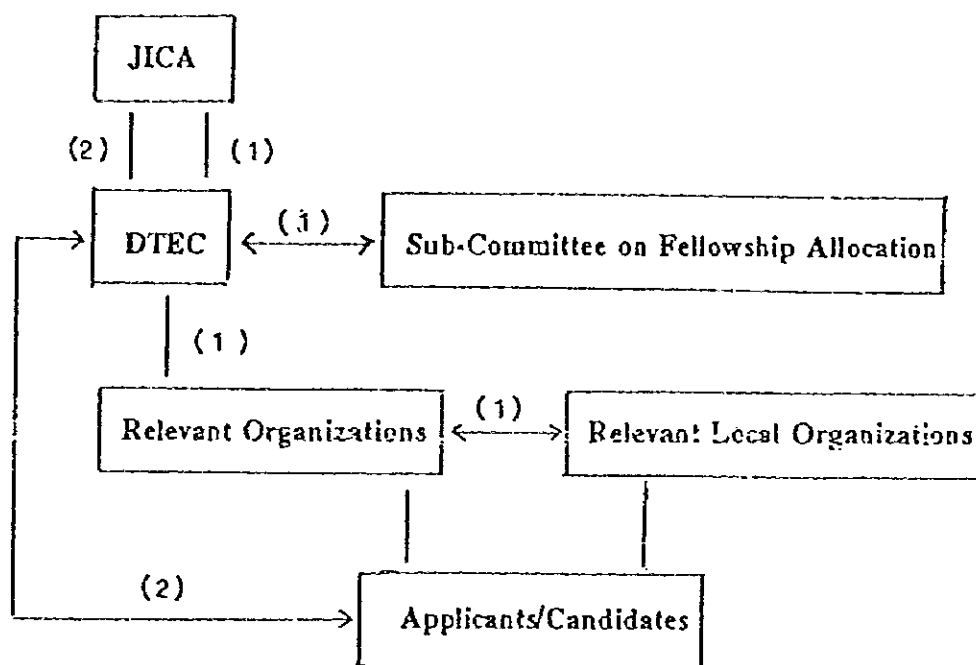 JICA
(2) (1)
DTEC (1) Sub-Committee on Fellowship Allocation
(1)
Relevant Organizations (1) Relevant Local Organizations
(2)
Applicants/Candidates